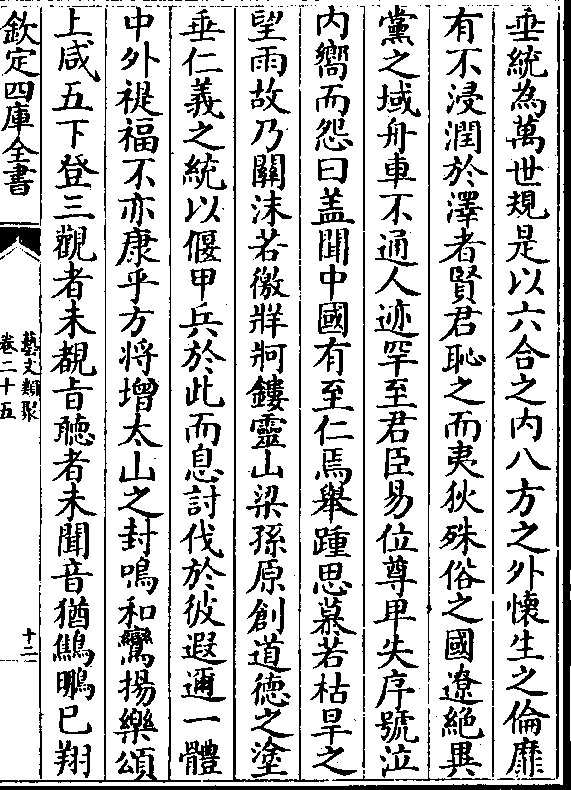 垂統為萬世規是以六合之内八方之外懷生之倫靡
有不浸潤於澤者賢君恥之而夷狄殊俗之國遼絶異
黨之域舟車不通人迹罕至君臣易位尊卑失序號泣
内嚮而怨曰盖聞中國有至仁焉舉踵思慕若枯旱之
望雨故乃關沬若徼牂牁鏤靈山梁孫原創道德之塗
垂仁義之統以偃甲兵於此而息討伐於彼遐邇一體
中外禔福不亦康乎方將增太山之封鳴和鸞揚樂頌
上咸五下登三觀者未覩旨聽者未聞音猶鷦鵬已翔
欽定四庫全書
藝文類聚
卷二十五
十二